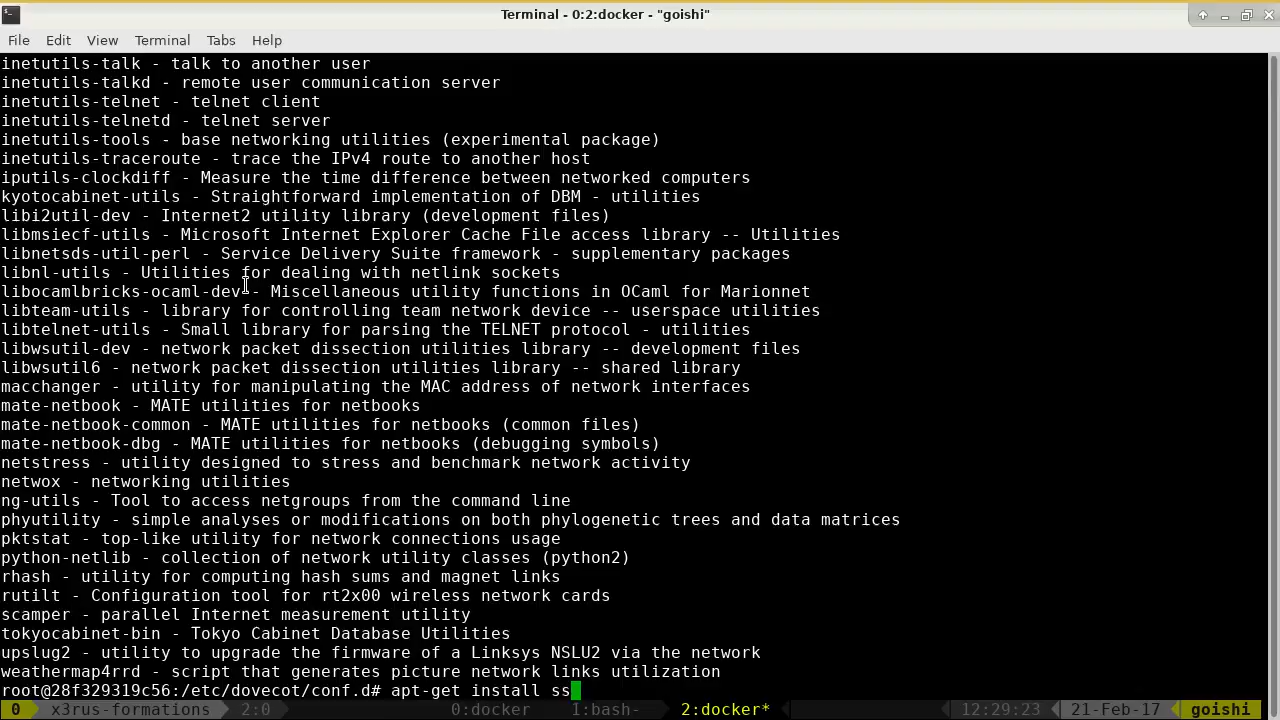 Terminal - 0:2:docker - "goishi"
File Edit View Terminal Tabs Help
inetutils-talk - talk to another user
inetutils-talkd - remote user communication server
inetutils-telnet - telnet client
inetutils-telnetd - telnet server
inetutils-tools - base networking utilities (experimental package)
inetutils-traceroute - trace the IPv4 route to another host
iputils-clockdiff - Measure the time difference between networked computers
kyotocabinet-utils - Straightforward implementation of DBM - utilities
libi2util-dev - Internet2 utility library (development files)
libmsiecf-utils - Microsoft Internet Explorer Cache File access library -- Utilities
libnetsds-util-perl - Service Delivery Suite framework - supplementary packages
libnl-utils - Utilities for dealing with netlink sockets
libocamlbricks-ocaml-dev - Miscellaneous utility functions in OCaml for Marionnet
libteam-utils - library for controlling team network device -- userspace utilities
libtelnet-utils - Small library for parsing the TELNET protocol - utilities
libwsutil-dev - network packet dissection utilities library -- development files
libwsutil6 - network packet dissection utilities library -- shared library
macchanger - utility for manipulating the MAC address of network interfaces
mate-netbook - MATE utilities for netbooks
mate-netbook-common - MATE utilities for netbooks (common files)
mate-netbook-dbg - MATE utilities for netbooks (debugging symbols)
netstress - utility designed to stress and benchmark network activity
netwox - networking utilities
ng-utils - Tool to access netgroups from the command line
phyutility - simple analyses or modifications on both phylogenetic trees and data matrices
pktstat - top-like utility for network connections usage
python-netlib - collection of network utility classes (python2)
rhash - utility for computing hash sums and magnet links
rutilt - Configuration tool for rt2x00 wireless network cards
scamper - parallel Internet measurement utility
tokyocabinet-bin - Tokyo Cabinet Database Utilities
upslug2 - utility to upgrade the firmware of a Linksys NSLU2 via the network
weathermap4rrd - script that generates picture network links utilization
root@28f329319c56:/etc/dovecot/conf.d# apt-get install ss
0 x3rus-formations 2:0 0:docker 1:bash- 2:docker* 12:29:23 21-Feb-17 goishi